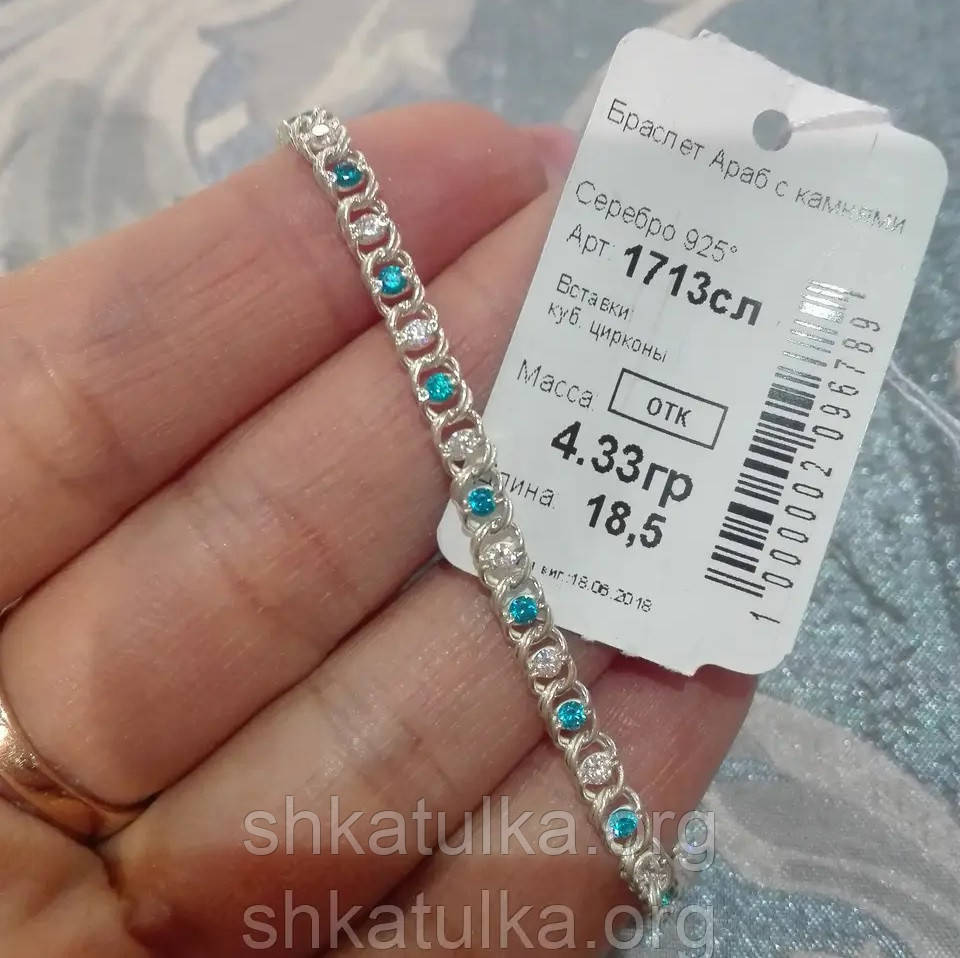 Браслет Араб с камнями
Серебро 925°
Арт. 1713сл
Вставки:
куб. цирконы
Масса: отк
4.33гр
лина: 18,5
виг.:18.06.2018
1000002096789
shkatulka.org
shkatulka.org